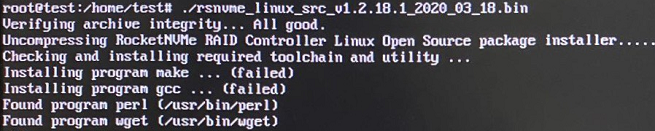 root@test:/home/test# ./rsnvme_linux_src_v1.2.18.1_2020_03_18.bin
Verifying archive integrity... All good.
Uncompressing RocketNVMe RAID Controller Linux Open Source package installer.....
Checking and installing required toolchain and utility ...
Installing program make ... (failed)
Installing program gcc ... (failed)
Found program perl (/usr/bin/perl)
Found program wget (/usr/bin/wget)